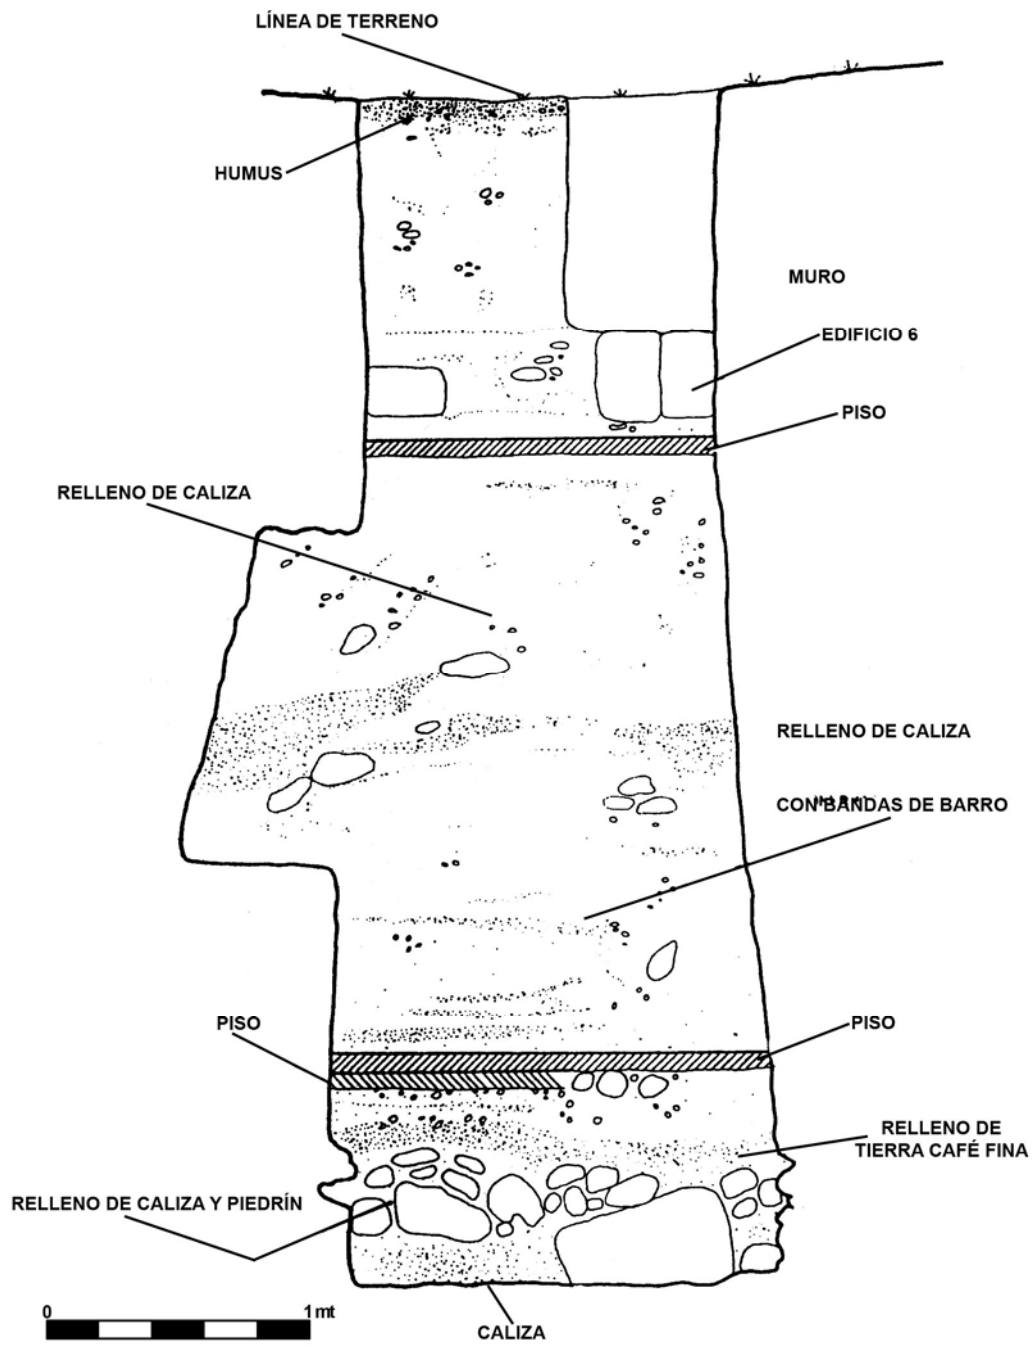 LÍNEA DE TERRENO
HUMUS
MURO
EDIFICIO 6
PISO
RELLENO DE CALIZA
RELLENO DE CALIZA
CON BANDAS DE BARRO
PISO
PISO
RELLENO DE
TIERRA CAFÉ FINA
RELLENO DE CALIZA Y PIEDRÍN
0 1 mt
CALIZA